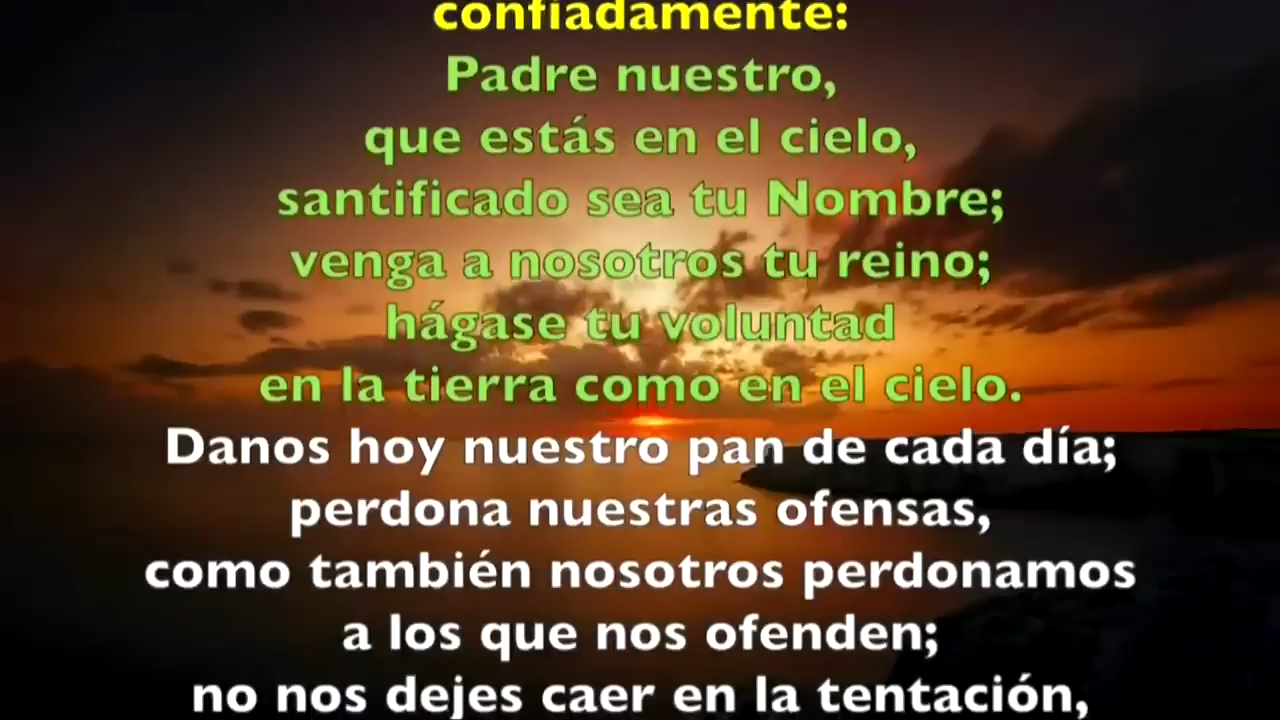 confiadamente:
Padre nuestro,
que estás en el cielo,
santificado sea tu Nombre;
venga a nosotros tu reino;
hágase tu voluntad
en la tierra como en el cielo.
Danos hoy nuestro pan de cada día;
perdona nuestras ofensas,
como también nosotros perdonamos
a los que nos ofenden;
no nos dejes caer en la tentación,